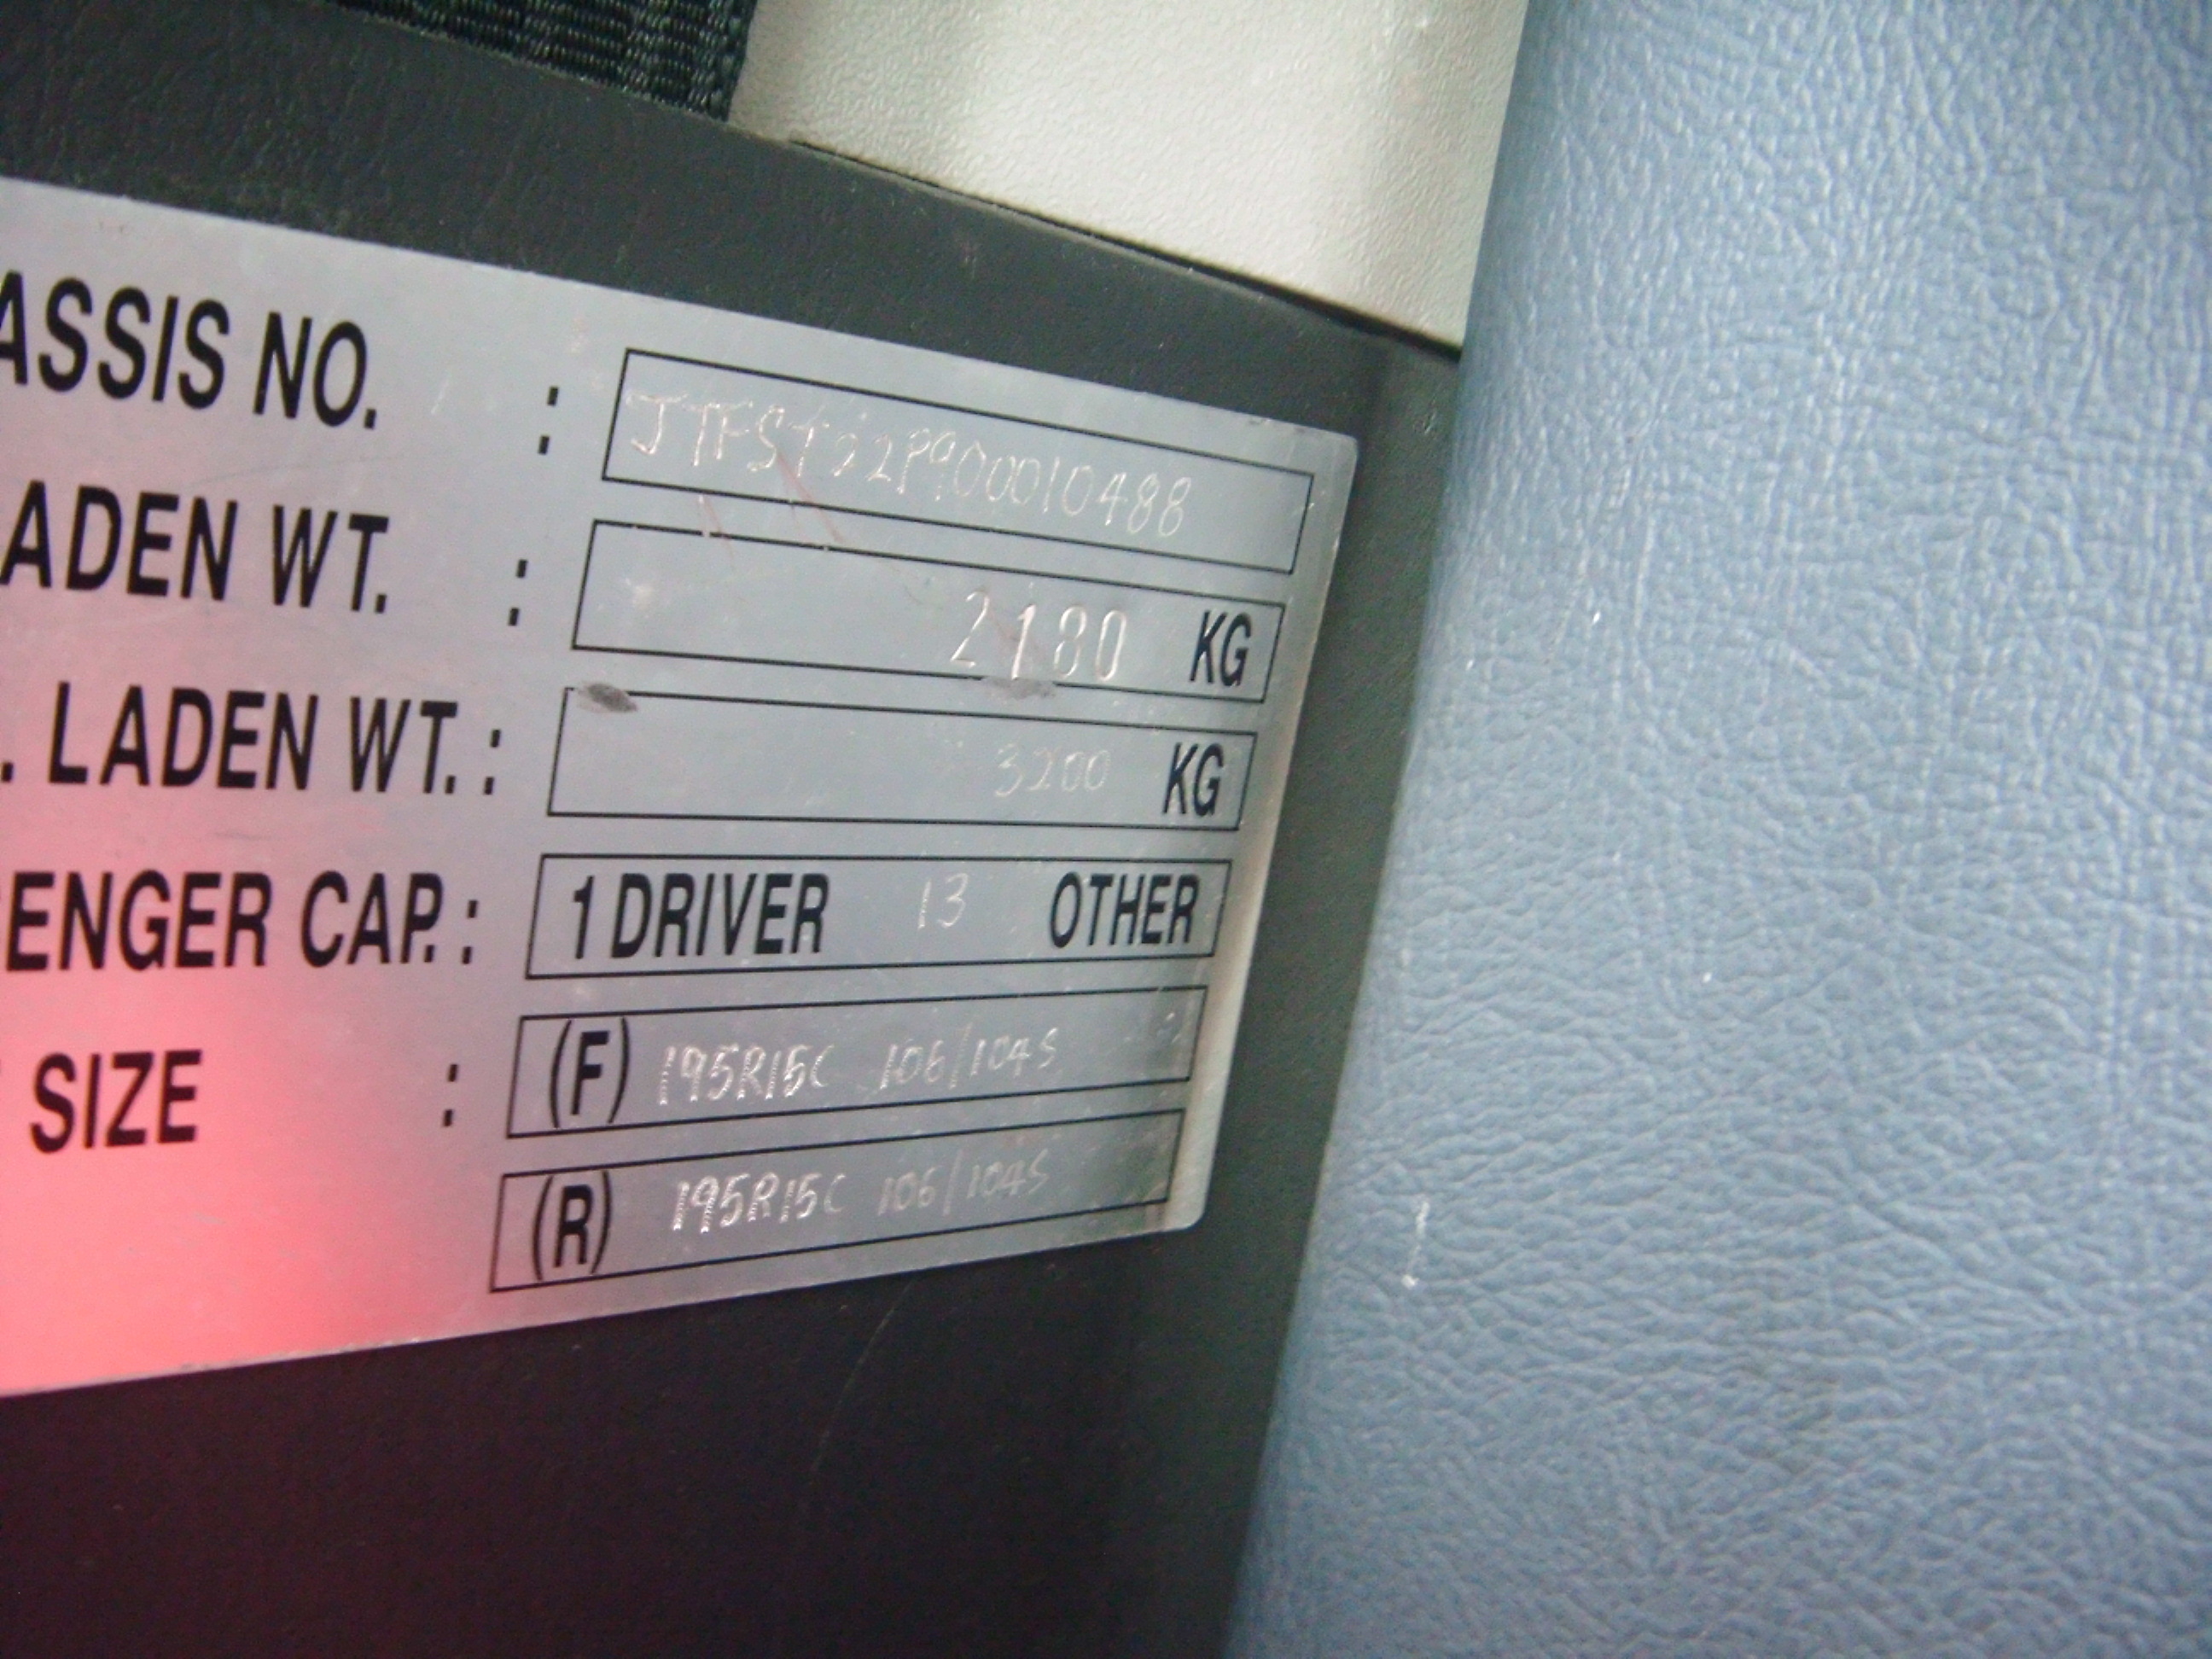 ASSIS NO. : JTFST22P900010488
ADEN WT. : 2180 KG
. LADEN WT. : 3200 KG
ENGER CAP. : 1 DRIVER 13 OTHER
SIZE : (F) 195R15C 106/104S
(R) 195R15C 106/104S